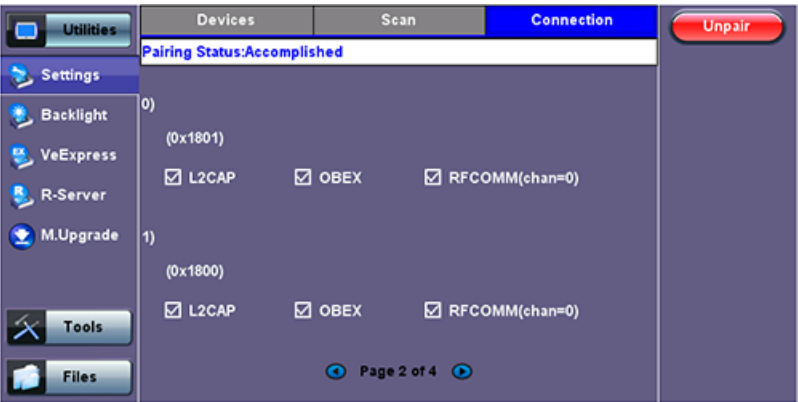 Utilities
Devices
Scan
Connection
Unpair
Pairing Status:Accomplished
Settings
Backlight
EX
VeExpress
R
R-Server
M.Upgrade
0)
(0x1801)
L2CAP
OBEX
RFCOMM(chan=0)
1)
(0x1800)
L2CAP
OBEX
RFCOMM(chan=0)
Tools
Files
Page 2 of 4